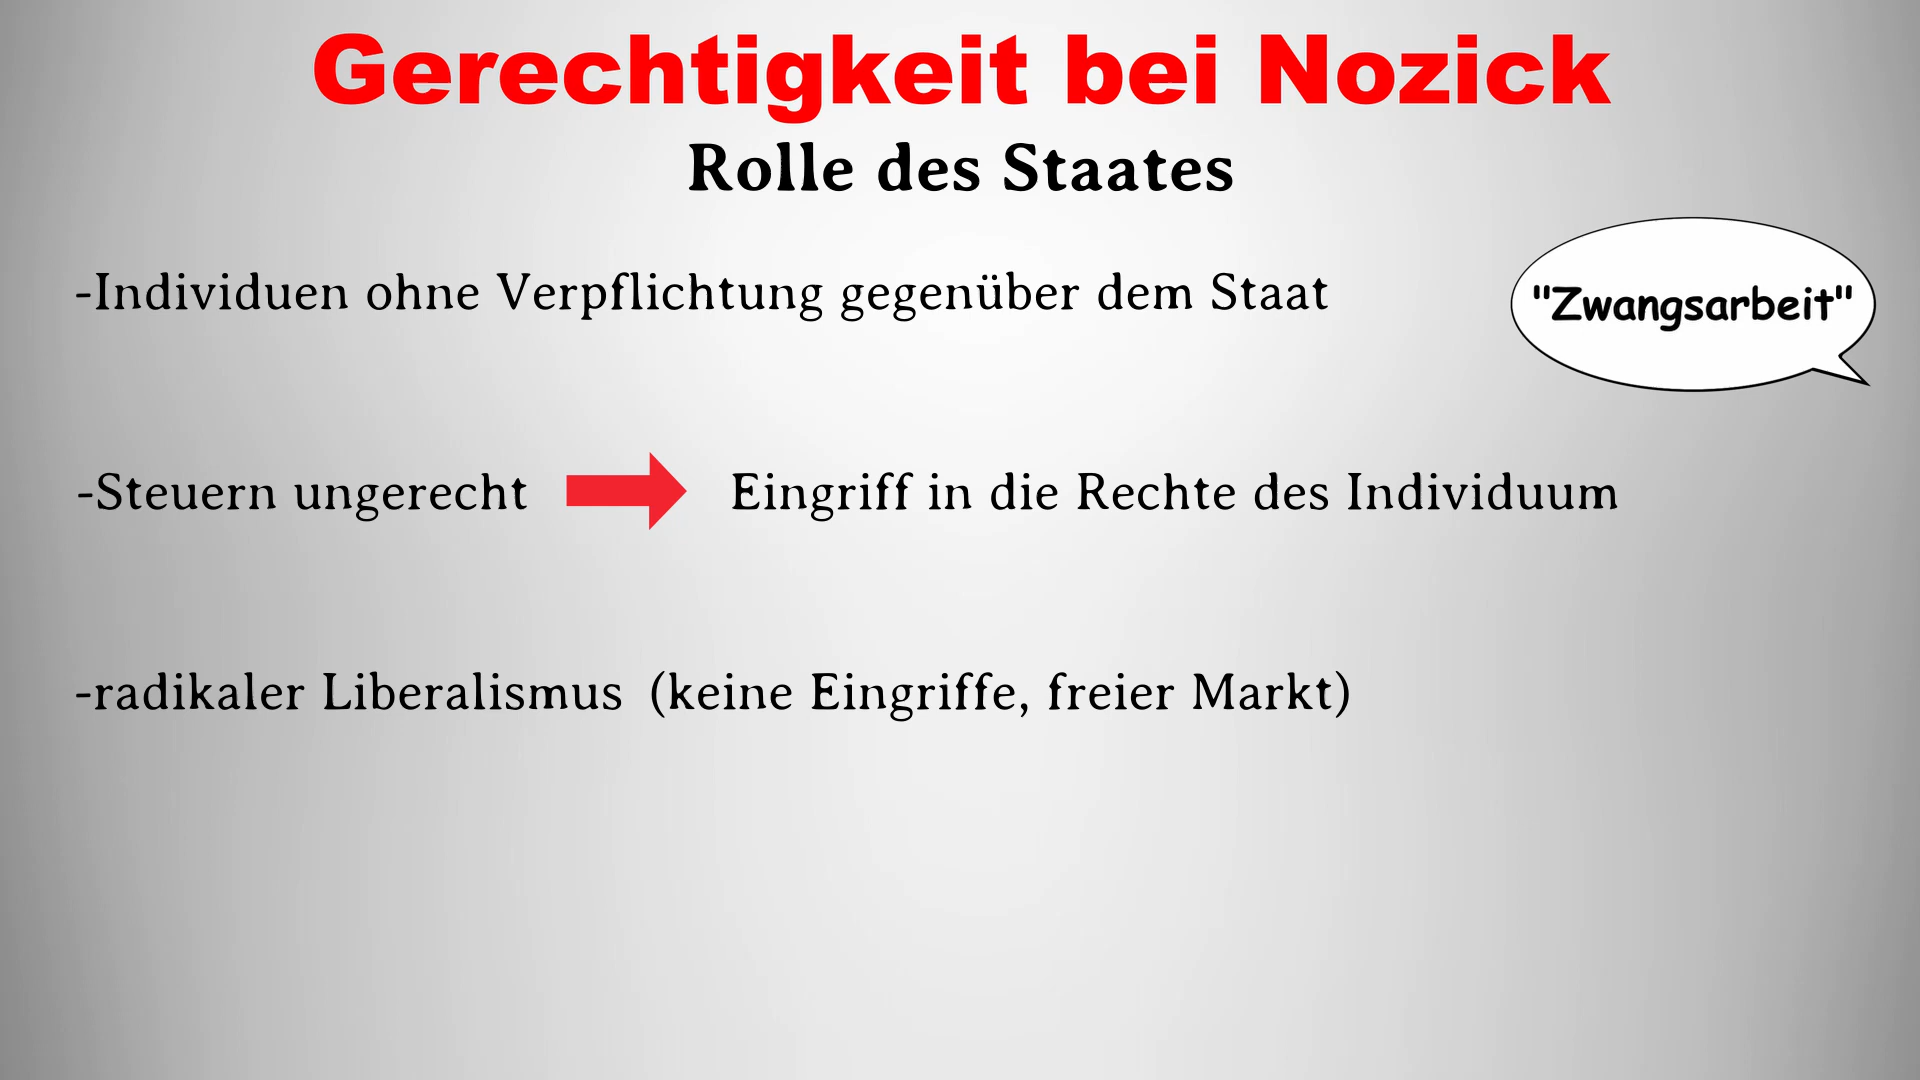 Gerechtigkeit bei Nozick
Rolle des Staates
-Individuen ohne Verpflichtung gegenüber dem Staat
"Zwangsarbeit"
-Steuern ungerecht Eingriff in die Rechte des Individuum
-radikaler Liberalismus (keine Eingriffe, freier Markt)